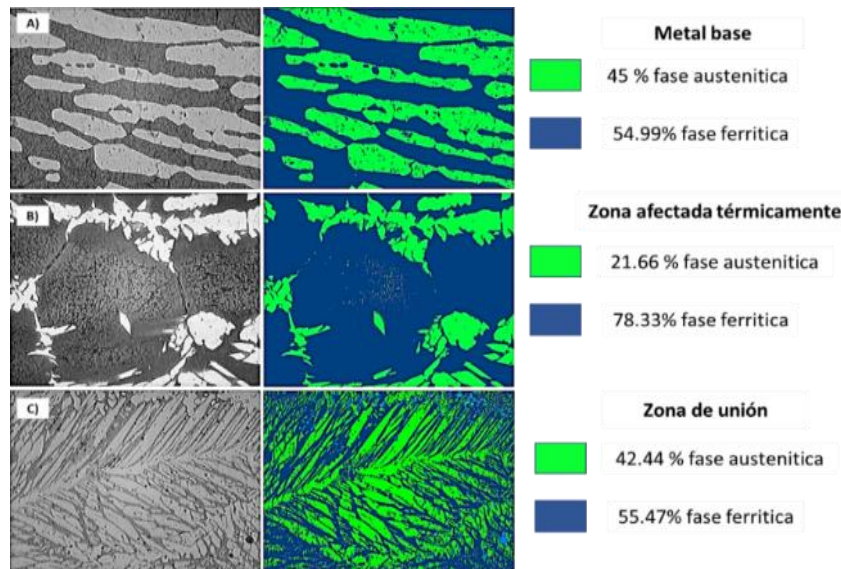 A)
Metal base
45 % fase austenitica
54.99% fase ferritica
B)
Zona afectada térmicamente
21.66 % fase austenitica
78.33% fase ferritica
C)
Zona de unión
42.44 % fase austenitica
55.47% fase ferritica